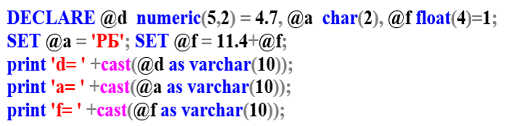 DECLARE @d numeric(5,2) = 4.7, @a char(2), @f float(4)=1;
SET @a = 'РБ'; SET @f = 11.4+@f;
print 'd= ' +cast(@d as varchar(10));
print 'a= ' +cast(@a as varchar(10));
print 'f= ' +cast(@f as varchar(10));